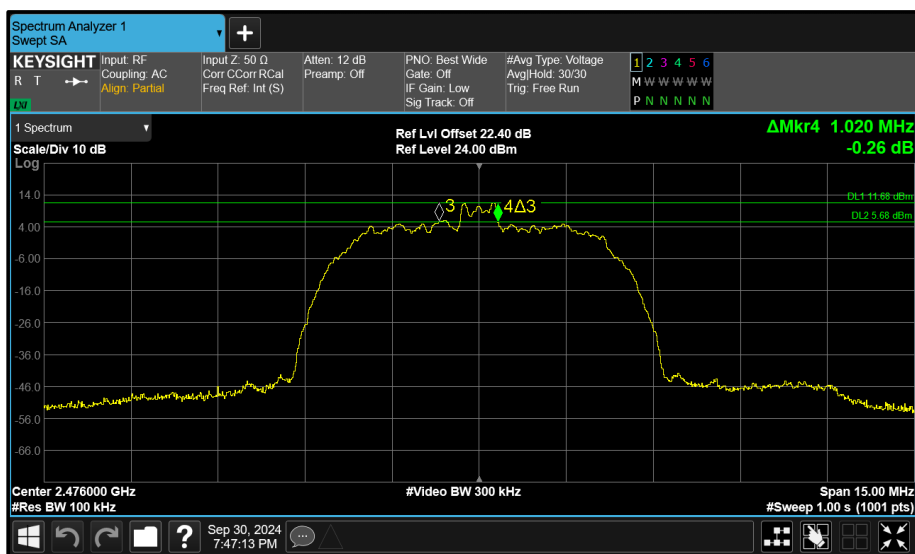 Spectrum Analyzer 1
Swept SA
KEYSIGHT
R T
LXI
Input: RF
Coupling: AC
Align: Partial
Input Z: 50 Ω
Corr CCorr RCal
Freq Ref: Int (S)
Atten: 12 dB
Preamp: Off
PNO: Best Wide
Gate: Off
IF Gain: Low
Sig Track: Off
#Avg Type: Voltage
Avg|Hold: 30/30
Trig: Free Run
1 2 3 4 5 6
M W W W W W
P N N N N N
1 Spectrum
Scale/Div 10 dB
Log
Ref Lvl Offset 22.40 dB
Ref Level 24.00 dBm
ΔMkr4 1.020 MHz
-0.26 dB
14.0
4.00
-6.00
-16.0
-26.0
-36.0
-46.0
-56.0
-66.0
3
4Δ3
DL1 11.68 dBm
DL2 5.68 dBm
Center 2.476000 GHz
#Res BW 100 kHz
#Video BW 300 kHz
Span 15.00 MHz
#Sweep 1.00 s (1001 pts)
?
Sep 30, 2024
7:47:13 PM